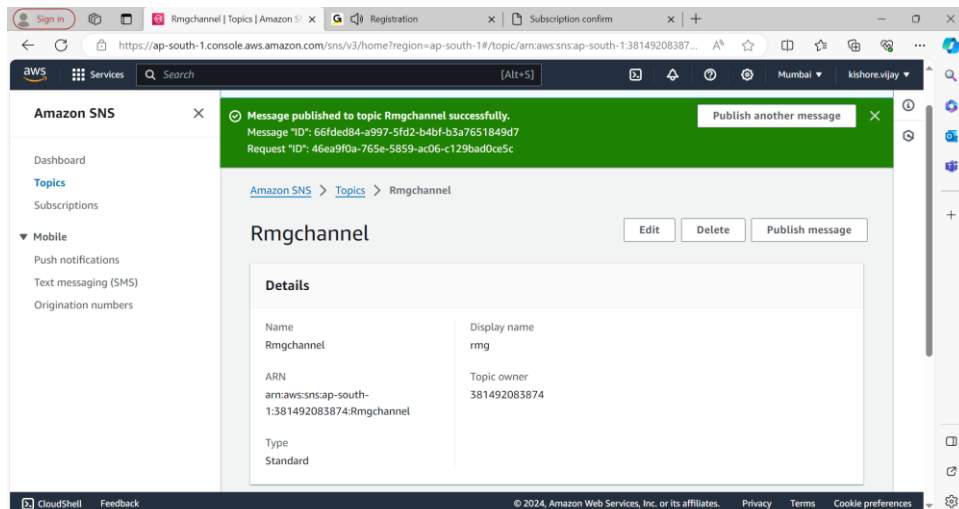 Sign in
Rmgchannel | Topics | Amazon S
G
Registration
Subscription confirm
https://ap-south-1.console.aws.amazon.com/sns/v3/home?region=ap-south-1#/topic/arn:aws:sns:ap-south-1:38149208387...
aws
Services
Search
[Alt+S]
Mumbai
kishore.vijay
Amazon SNS
Dashboard
Topics
Subscriptions
Mobile
Push notifications
Text messaging (SMS)
Origination numbers
Message published to topic Rmgchannel successfully.
Message "ID": 66fded84-a997-5fd2-b4bf-b3a7651849d7
Request "ID": 46ea9f0a-765e-5859-ac06-c129bad0ce5c
Publish another message
Amazon SNS > Topics > Rmgchannel
Rmgchannel
Edit
Delete
Publish message
Details
Name
Rmgchannel
Display name
rmg
ARN
arn:aws:sns:ap-south-
1:381492083874:Rmgchannel
Topic owner
381492083874
Type
Standard
CloudShell
Feedback
© 2024, Amazon Web Services, Inc. or its affiliates.
Privacy
Terms
Cookie preferences